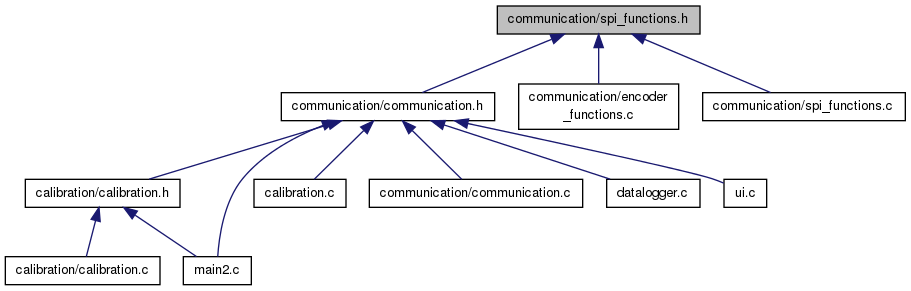 communication/spi_functions.h
communication/communication.h
communication/encoder
_functions.c
communication/spi_functions.c
calibration/calibration.h
calibration.c
communication/communication.c
datalogger.c
ui.c
calibration/calibration.c
main2.c